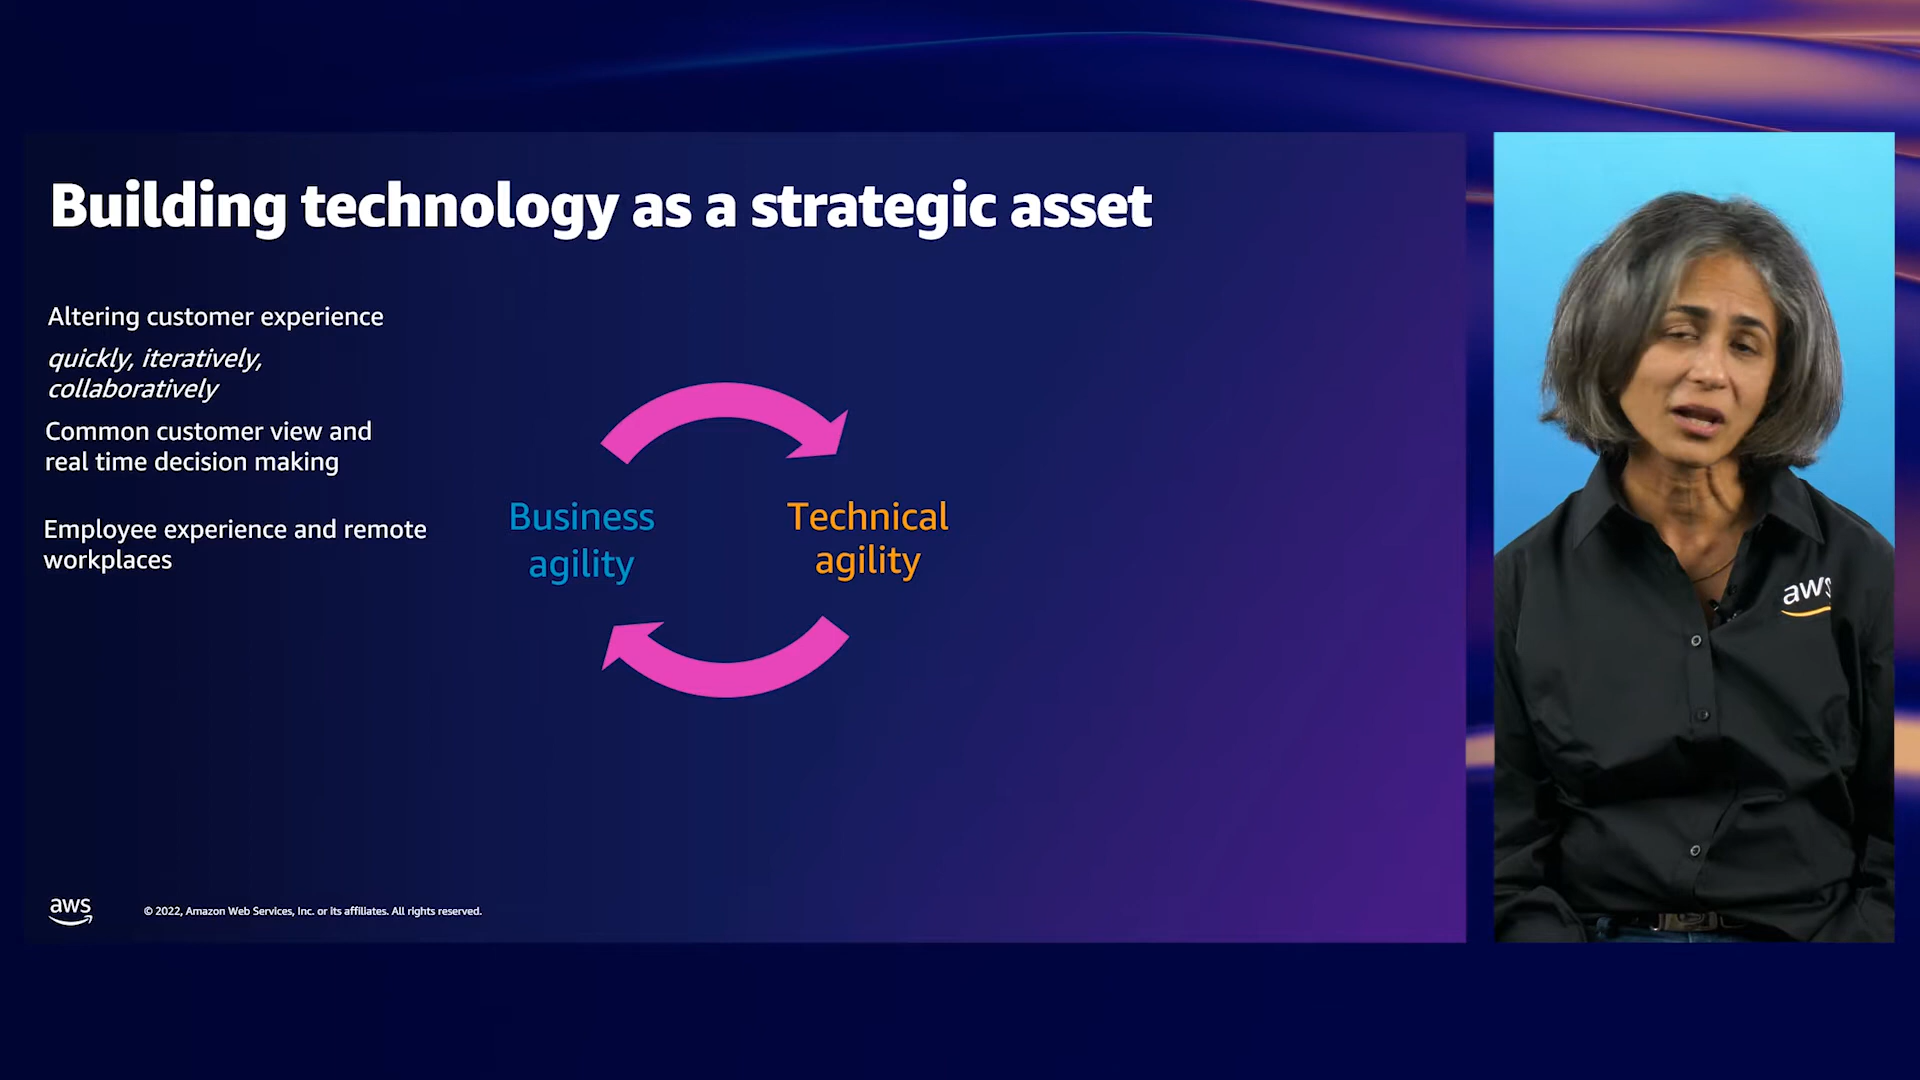 Building technology as a strategic asset
Altering customer experience
quickly, iteratively,
collaboratively
Common customer view and
real time decision making
Employee experience and remote
workplaces
Business
agility
Technical
agility
aws
aws
© 2022, Amazon Web Services, Inc. or its affiliates. All rights reserved.